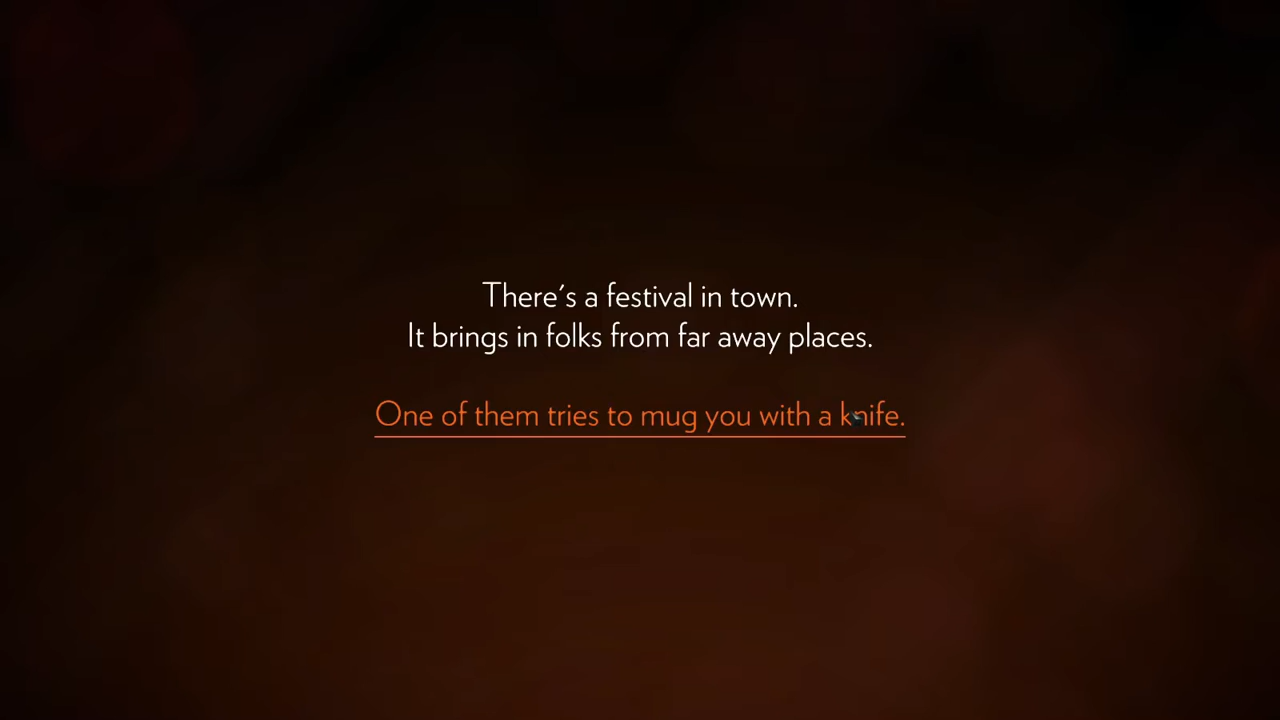 There's a festival in town.
It brings in folks from far away places.
One of them tries to mug you with a knife.